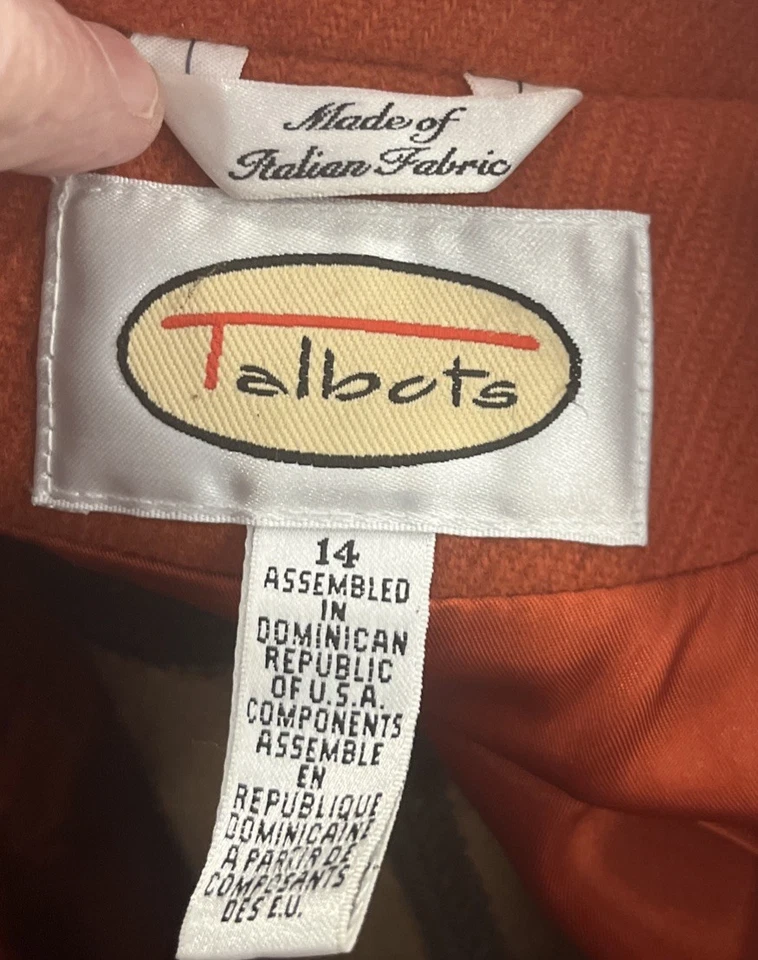 Made of
Italian Fabric
Talbots
14
ASSEMBLED
IN
DOMINICAN
REPUBLIC
OF U.S.A.
COMPONENTS
ASSEMBLE
EN
REPUBLIQUE
DOMINICAINE
A PARTIR DE
COMPOSANTS
DES E.U.